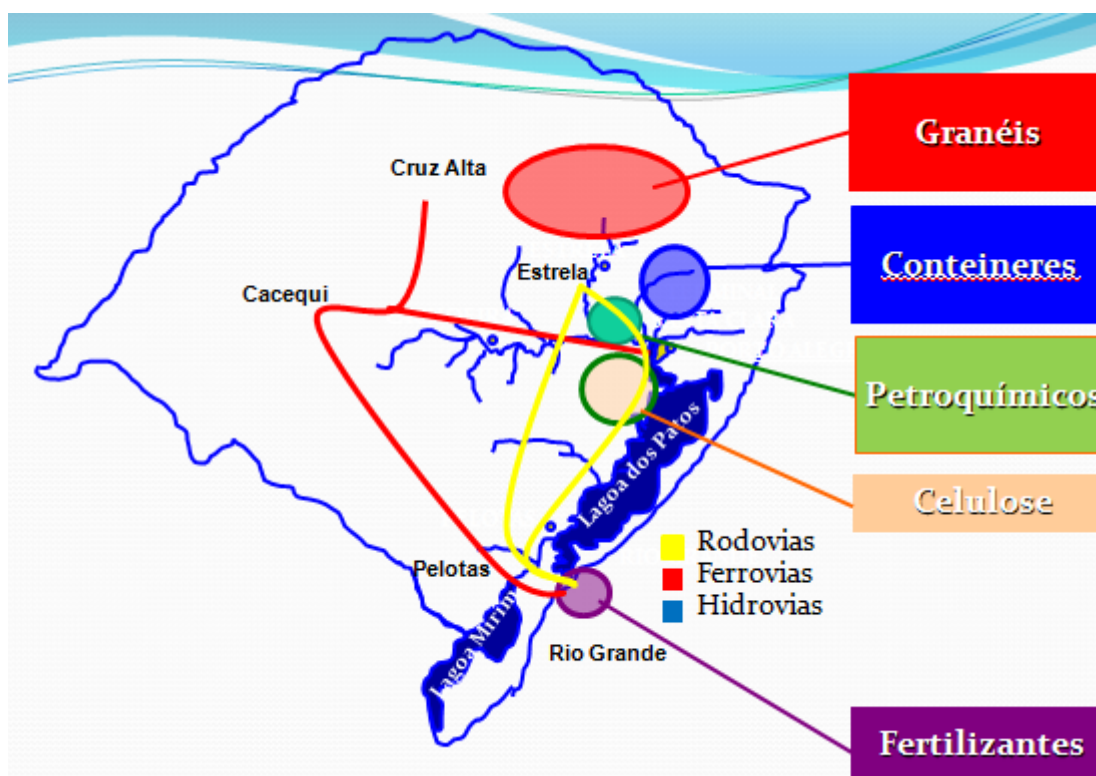 Granéis
Cruz Alta
Conteineres
Estrela
Cacequi
Petroquímicos
Celulose
Lagoa dos Patos
Rodovias
Ferrovias
Hidrovias
Pelotas
Lagoa Mirim
Rio Grande
Fertilizantes